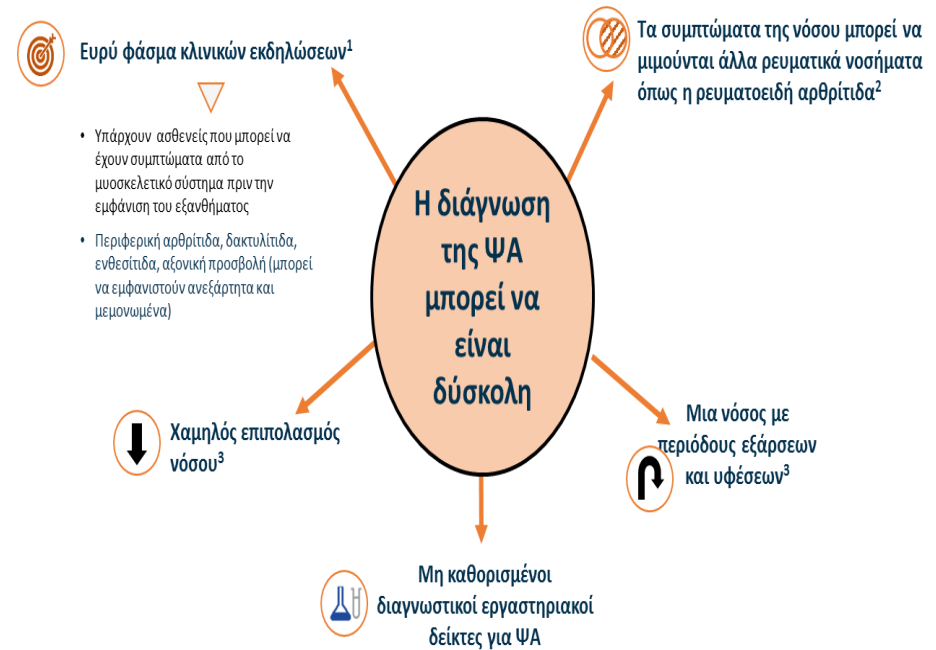 Ευρύ φάσμα κλινικών εκδηλώσεων¹
• Υπάρχουν ασθενείς που μπορεί να
έχουν συμπτώματα από το
μυοσκελετικό σύστημα πριν την
εμφάνιση του εξανθήματος
• Περιφερική αρθρίτιδα, δακτυλίτιδα,
ενθεσίτιδα, αξονική προσβολή (μπορεί
να εμφανιστούν ανεξάρτητα και
μεμονωμένα)
Τα συμπτώματα της νόσου μπορεί να
μιμούνται άλλα ρευματικά νοσήματα
όπως η ρευματοειδή αρθρίτιδα²
Η διάγνωση
της ΨΑ
μπορεί να
είναι
δύσκολη
Χαμηλός επιπολασμός
νόσου³
Μια νόσος με
περιόδους εξάρσεων
και υφέσεων³
Μη καθορισμένοι
διαγνωστικοί εργαστηριακοί
δείκτες για ΨΑ